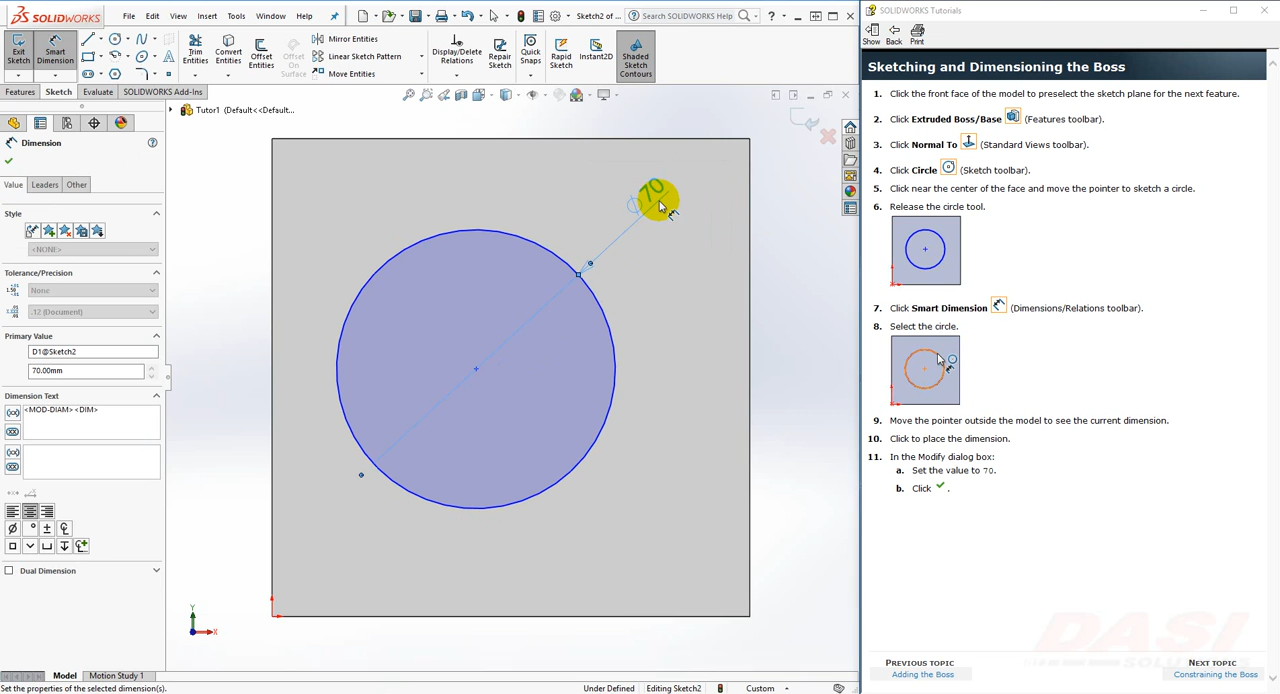 SOLIDWORKS
File
Edit
View
Insert
Tools
Window
Help
Sketch2 of ...
Search SOLIDWORKS Help
Exit Sketch
Smart Dimension
Trim Entities
Convert Entities
Offset Entities
Offset On Surface
Mirror Entities
Linear Sketch Pattern
Move Entities
Display/Delete Relations
Repair Sketch
Quick Snaps
Rapid Sketch
Instant2D
Shaded Sketch Contours
Features
Sketch
Evaluate
SOLIDWORKS Add-Ins
Tutor1 (Default<<Default...
Dimension
Value
Leaders
Other
Style
<NONE>
Tolerance/Precision
None
.12 (Document)
Primary Value
D1@Sketch2
70.00mm
Dimension Text
<MOD-DIAM> <DIM>
Dual Dimension
70
Y
X
Model
Motion Study 1
Set the properties of the selected dimension(s).
Under Defined
Editing Sketch2
Custom
SOLIDWORKS Tutorials
Show
Back
Print
Sketching and Dimensioning the Boss
1. Click the front face of the model to preselect the sketch plane for the next feature.
2. Click Extruded Boss/Base (Features toolbar).
3. Click Normal To (Standard Views toolbar).
4. Click Circle (Sketch toolbar).
5. Click near the center of the face and move the pointer to sketch a circle.
6. Release the circle tool.
7. Click Smart Dimension (Dimensions/Relations toolbar).
8. Select the circle.
9. Move the pointer outside the model to see the current dimension.
10. Click to place the dimension.
11. In the Modify dialog box:
a. Set the value to 70.
b. Click .
DASI
SOLUTIONS
PREVIOUS TOPIC
Adding the Boss
NEXT TOPIC
Constraining the Boss